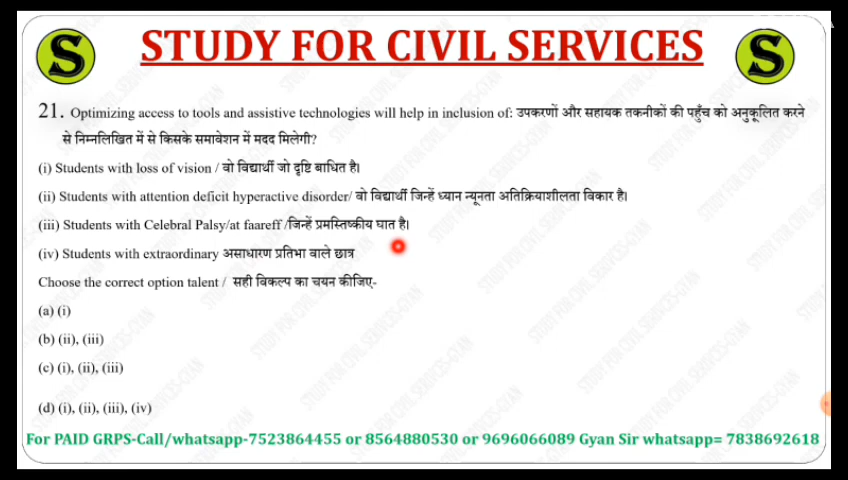 S STUDY FOR CIVIL SERVICES S
21. Optimizing access to tools and assistive technologies will help in inclusion of: उपकरणों और सहायक तकनीकों की पहुँच को अनुकूलित करने
से निम्नलिखित में से किसके समावेशन में मदद मिलेगी?
(i) Students with loss of vision / वो विद्यार्थी जो दृष्टि बाधित है।
(ii) Students with attention deficit hyperactive disorder/ वो विद्यार्थी जिन्हें ध्यान न्यूनता अतिक्रियाशीलता विकार है।
(iii) Students with Celebral Palsy/at faareff /जिन्हें प्रमस्तिष्कीय घात है।
(iv) Students with extraordinary असाधारण प्रतिभा वाले छात्र
Choose the correct option talent / सही विकल्प का चयन कीजिए-
(a) (i)
(b) (ii), (iii)
(c) (i), (ii), (iii)
(d) (i), (ii), (iii), (iv)
For PAID GRPS-Call/whatsapp-7523864455 or 8564880530 or 9696066089 Gyan Sir whatsapp= 7838692618